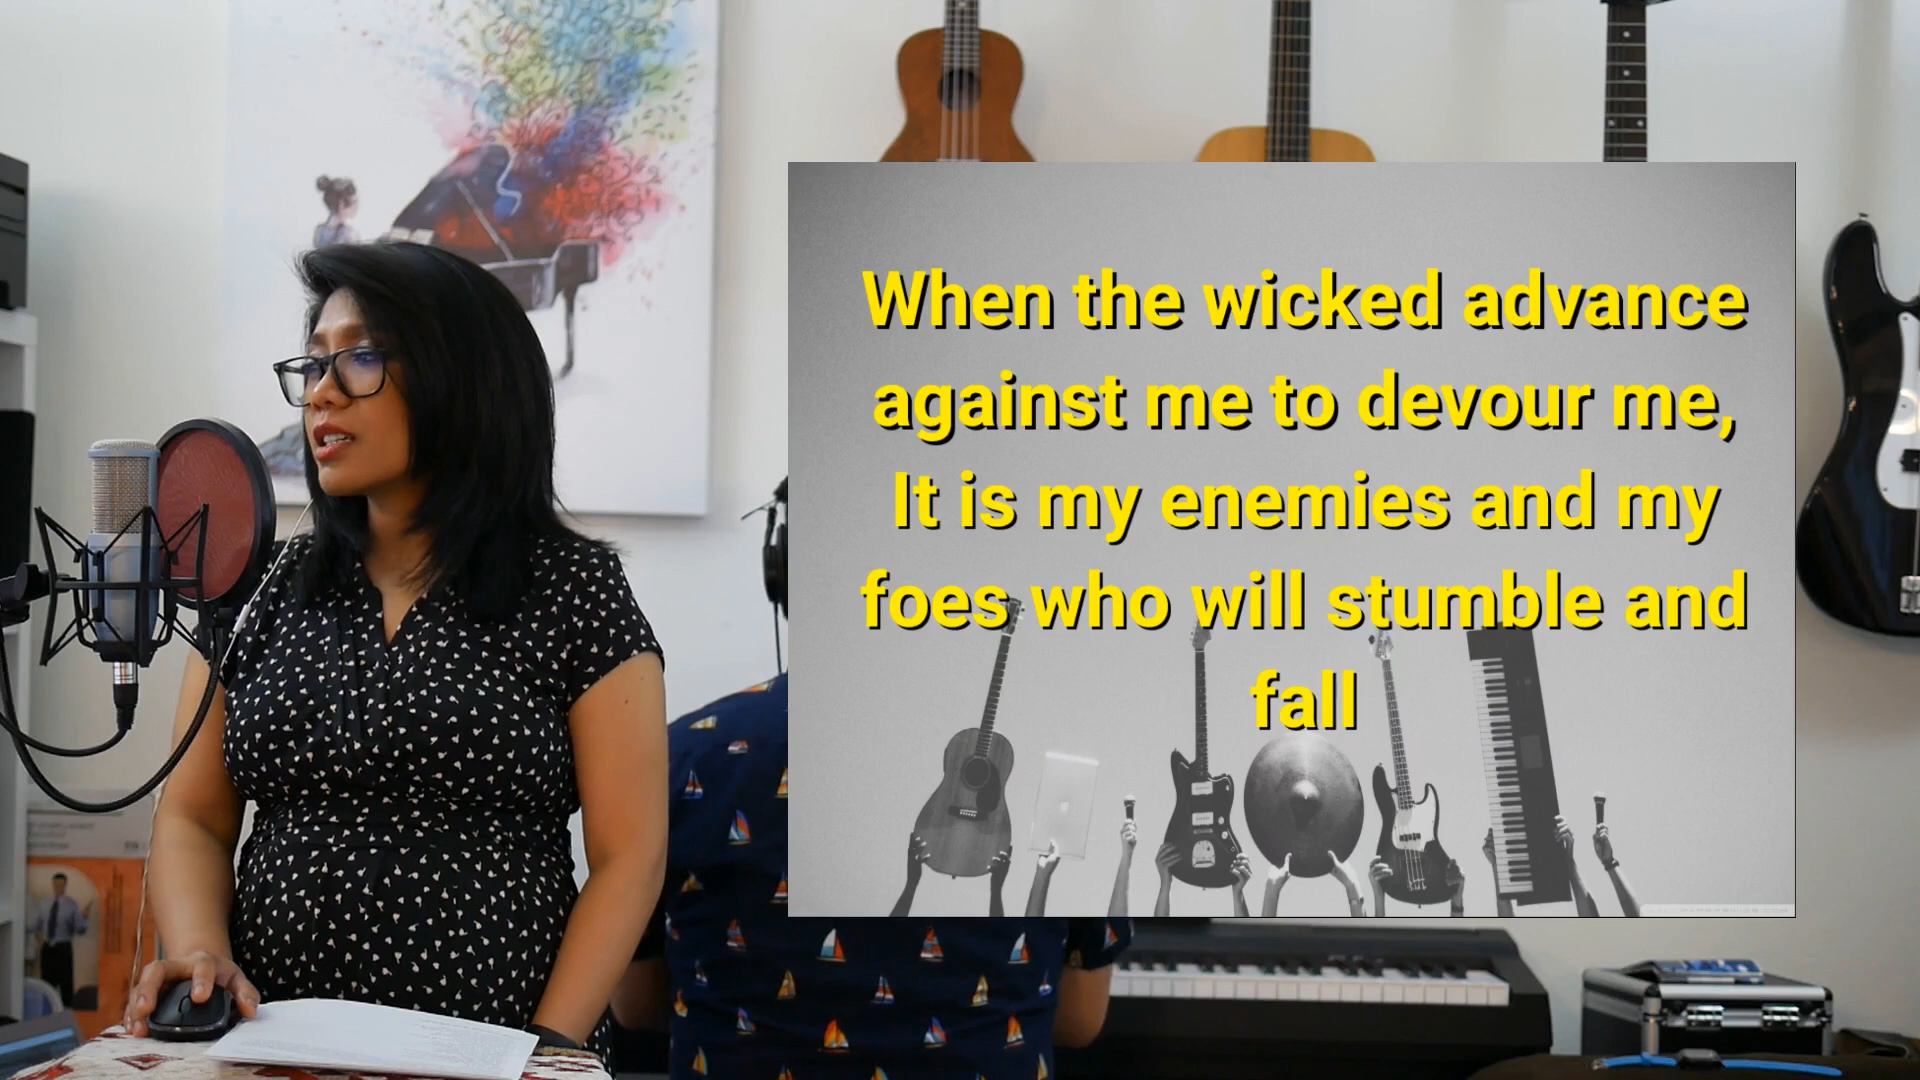 When the wicked advance
against me to devour me,
It is my enemies and my
foes who will stumble and
fall